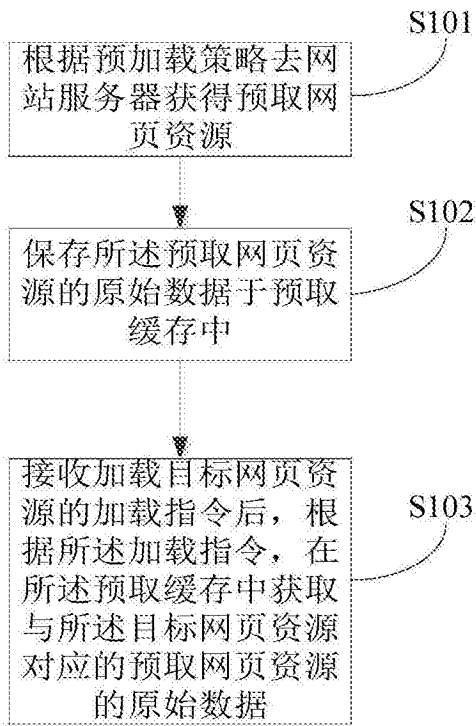 S101
根据预加载策略去网
站服务器获得预取网
页资源
S102
保存所述预取网页资
源的原始数据于预取
缓存中
S103
接收加载目标网页资
源的加载指令后，根
据所述加载指令，在
所述预取缓存中获取
与所述目标网页资源
对应的预取网页资源
的原始数据